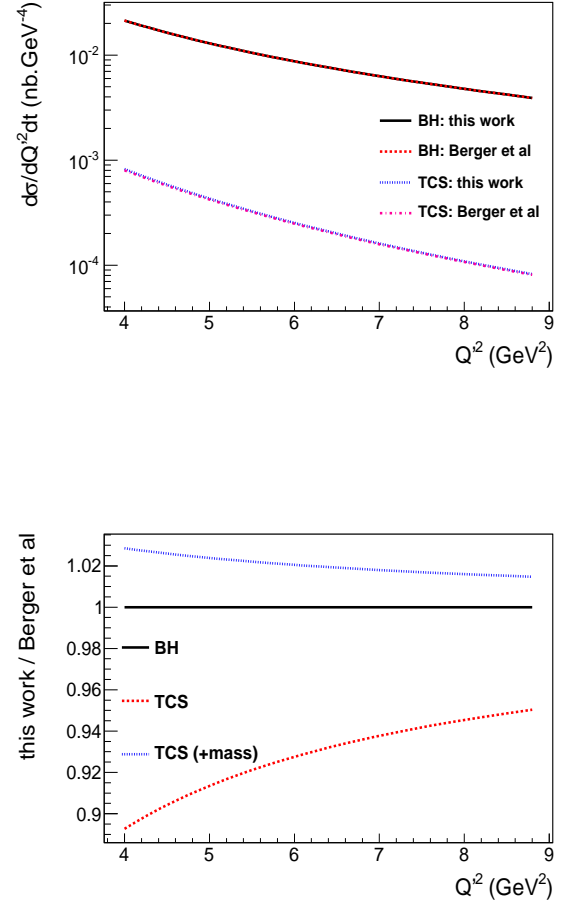 dσ/dQ'²dt (nb.GeV⁻⁴)
10⁻²
10⁻³
10⁻⁴
BH: this work
BH: Berger et al
TCS: this work
TCS: Berger et al
4 5 6 7 8 9
Q'² (GeV²)
this work / Berger et al
1.02
1
0.98
0.96
0.94
0.92
0.9
BH
TCS
TCS (+mass)
4 5 6 7 8 9
Q'² (GeV²)